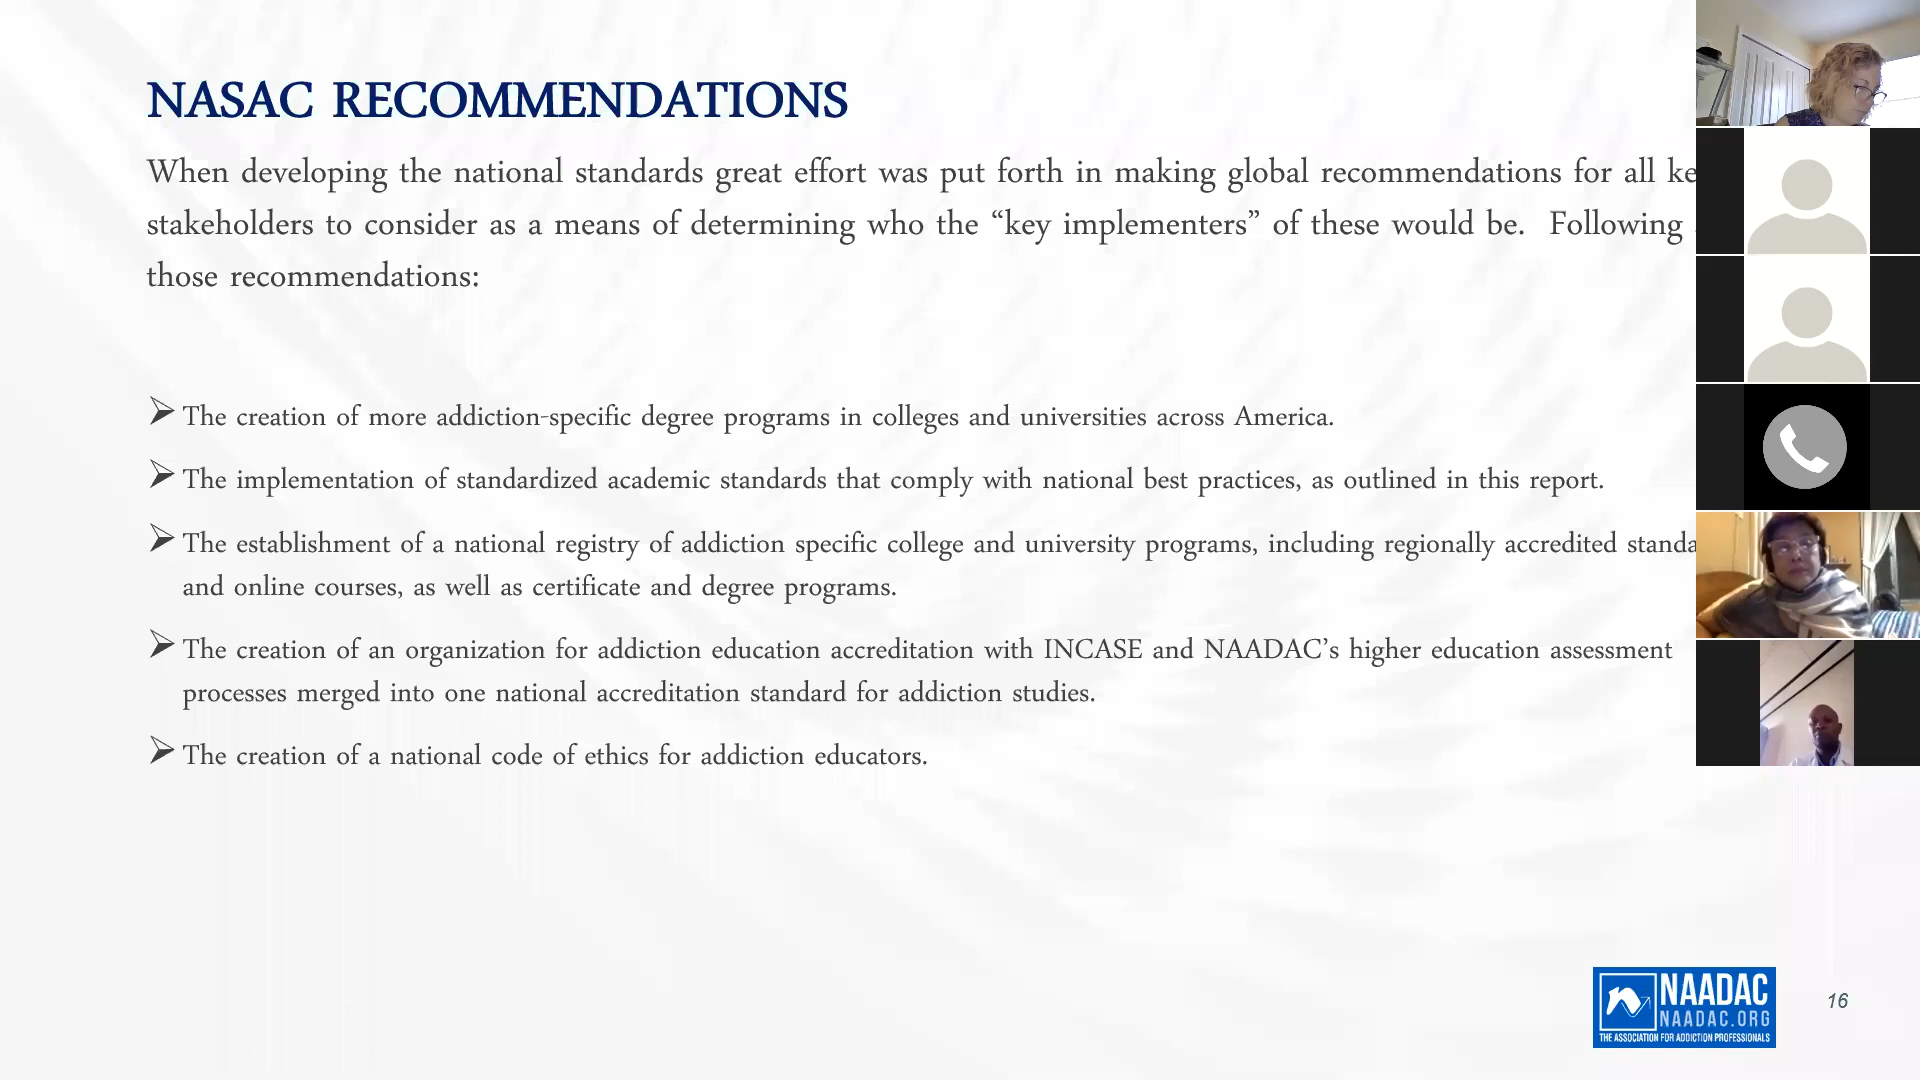 NASAC RECOMMENDATIONS
When developing the national standards great effort was put forth in making global recommendations for all
stakeholders to consider as a means of determining who the “key implementers” of these would be.  Following
those recommendations:
The creation of more addiction-specific degree programs in colleges and universities across America.
The implementation of standardized academic standards that comply with national best practices, as outlined in this report.
The establishment of a national registry of addiction specific college and university programs, including regionally accredited
and online courses, as well as certificate and degree programs.
The creation of an organization for addiction education accreditation with INCASE and NAADAC’s higher education assessment
processes merged into one national accreditation standard for addiction studies.
The creation of a national code of ethics for addiction educators.
NAADAC
NAADAC.ORG
THE ASSOCIATION FOR ADDICTION PROFESSIONALS
16